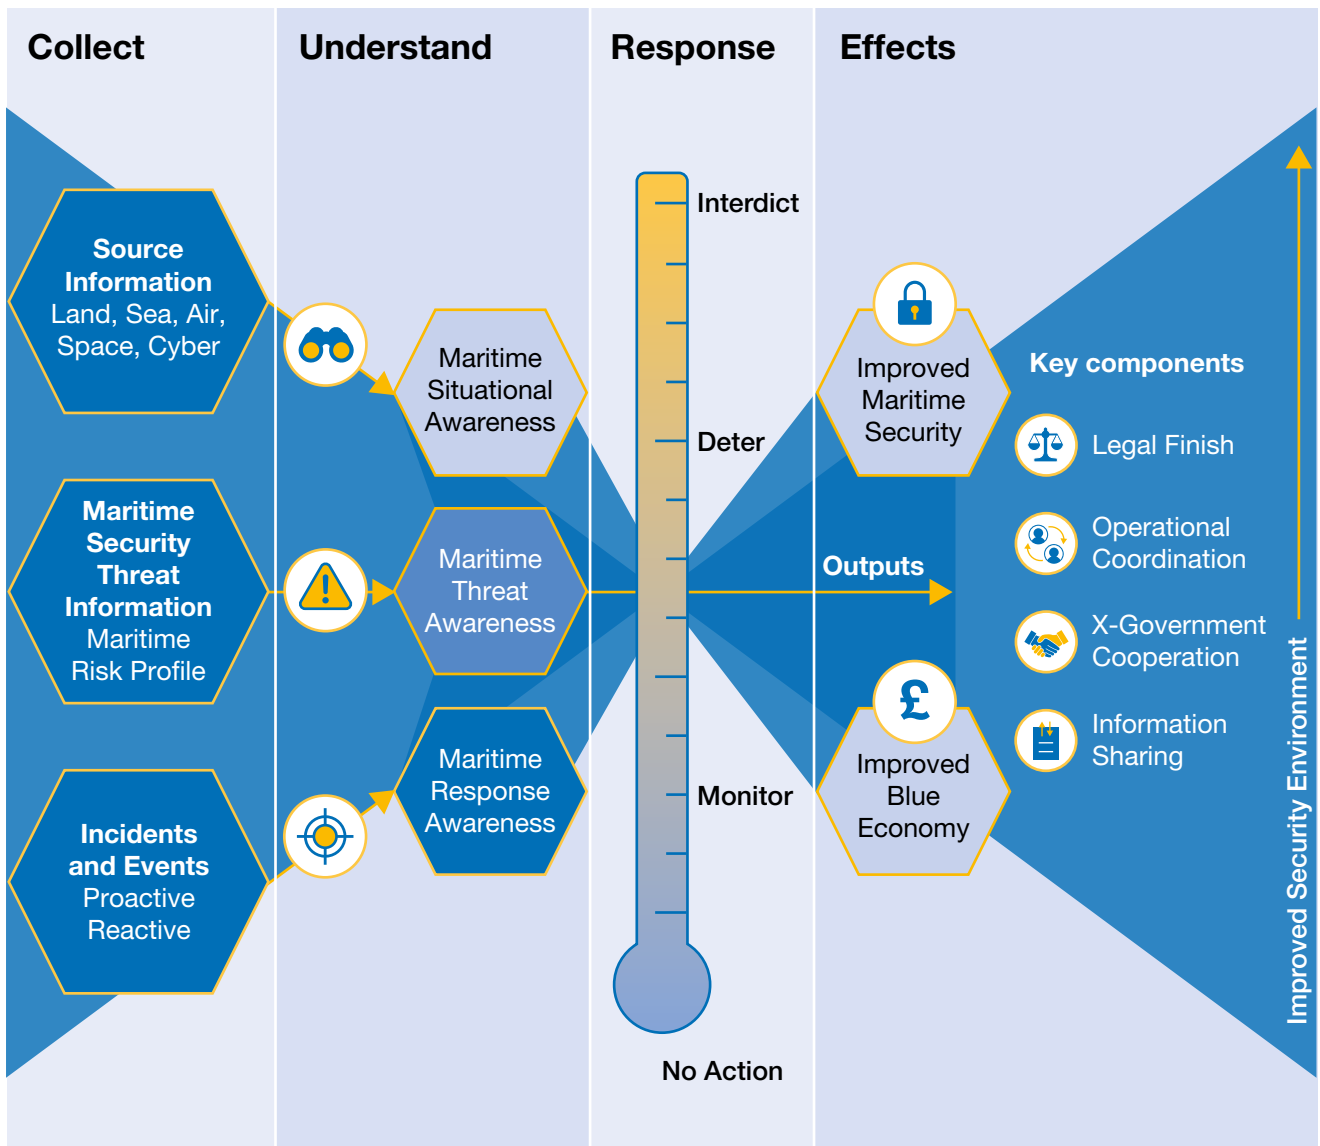 Collect
Understand
Response
Effects
Source
Information
Land, Sea, Air,
Space, Cyber
Maritime
Security
Threat
Information
Maritime
Risk Profile
Incidents
and Events
Proactive
Reactive
Maritime
Situational
Awareness
Maritime
Threat
Awareness
Maritime
Response
Awareness
Interdict
Deter
Monitor
No Action
Improved
Maritime
Security
Outputs
£
Improved
Blue
Economy
Key components
Legal Finish
Operational
Coordination
X-Government
Cooperation
Information
Sharing
Improved Security Environment